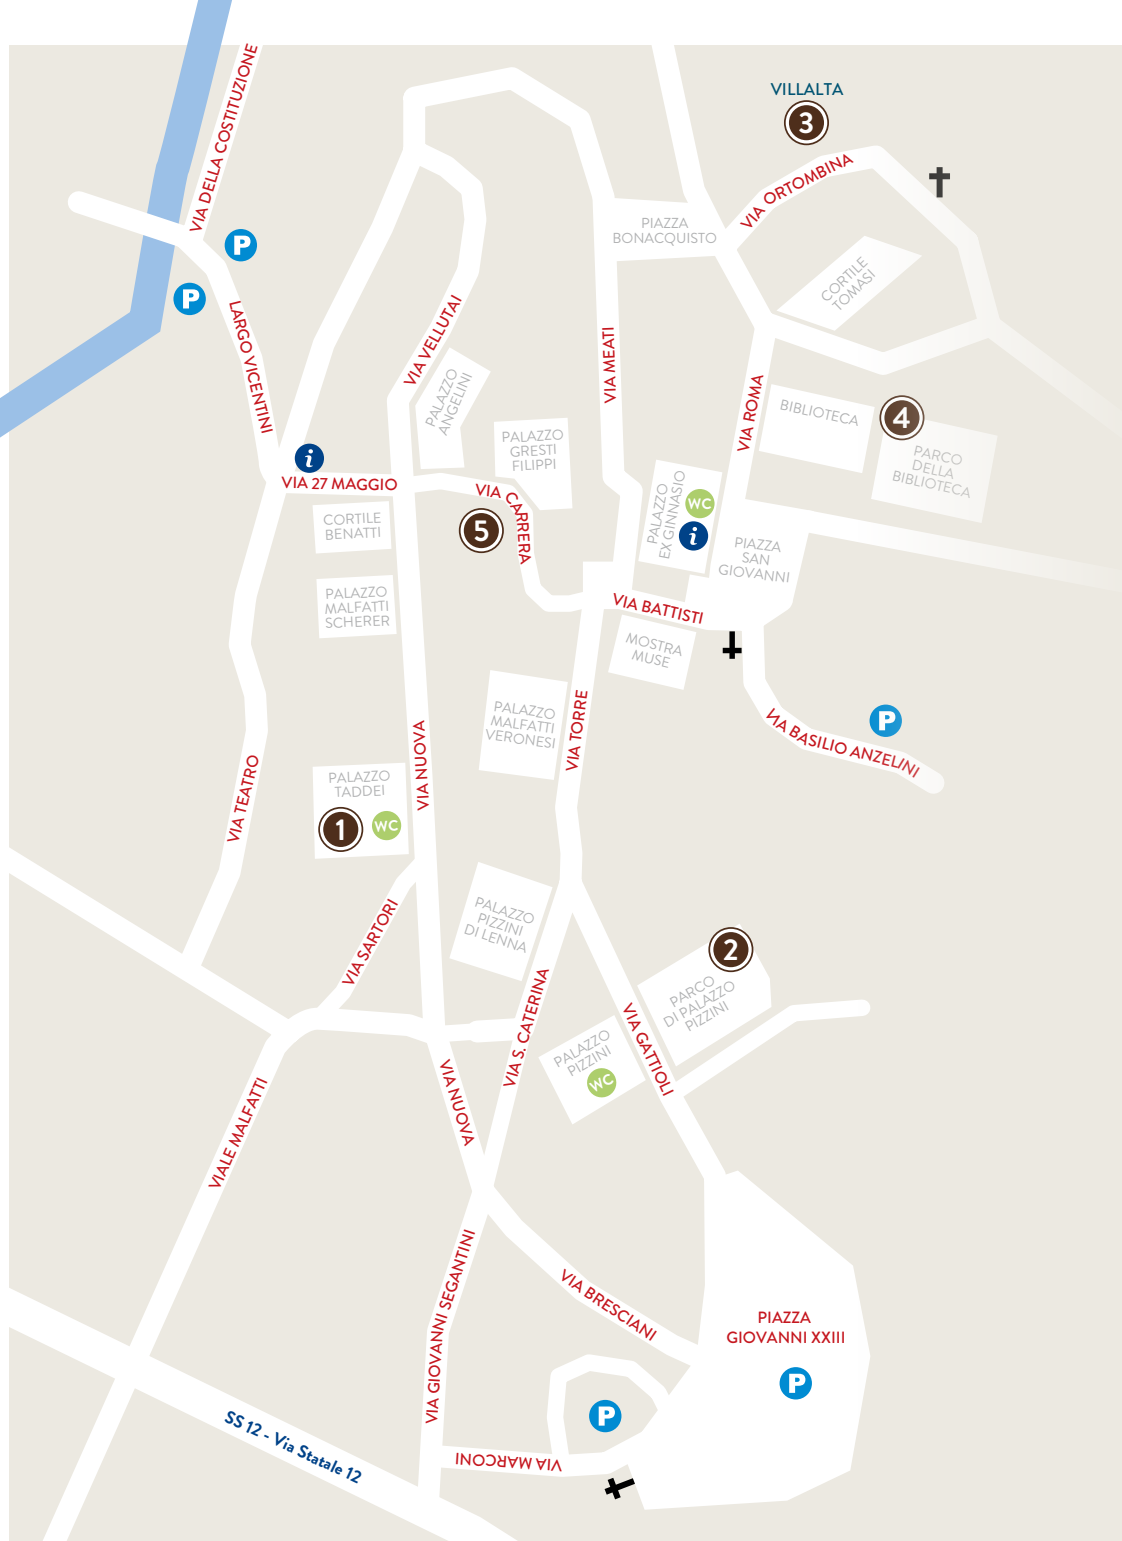 VIA DELLA COSTITUZIONE
VILLALTA
3
VIA ORTOMBINA
P
P
PIAZZA
BONACQUISTO
CORTILE
TOMASI
LARGO VICENTINI
VIA VELLUTAI
VIA MEATI
VIA ROMA
PALAZZO
ANGELINI
BIBLIOTECA
4
PARCO
DELLA
BIBLIOTECA
PALAZZO
GRESTI
FILIPPI
i
VIA 27 MAGGIO
VIA CARRERA
5
CORTILE
BENATTI
PALAZZO
EX GINNASIO
WC
i
PIAZZA
SAN
GIOVANNI
PALAZZO
MALFATTI
SCHERER
VIA BATTISTI
MOSTRA
MUSE
PALAZZO
MALFATTI
VERONESI
VIA TORRE
P
VIA BASILIO ANZELINI
VIA NUOVA
VIA TEATRO
PALAZZO
TADDEI
1
WC
VIA SARTORI
PALAZZO
PIZZINI
DI LENNA
2
PARCO
DI PALAZZO
PIZZINI
VIA S. CATERINA
VIA GATTIOLI
PALAZZO
PIZZINI
WC
VIA NUOVA
VIALE MALFATTI
VIA GIOVANNI SEGANTINI
VIA BRESCIANI
PIAZZA
GIOVANNI XXIII
P
P
SS 12 - Via Statale 12
VIA MARCONI